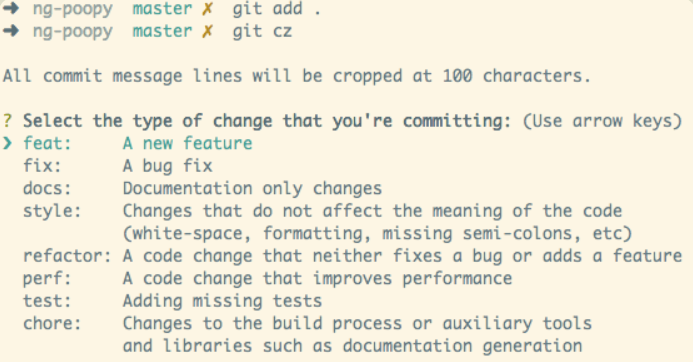 ➜ ng-poopy master ✗ git add .
➜ ng-poopy master ✗ git cz
All commit message lines will be cropped at 100 characters.
? Select the type of change that you're committing: (Use arrow keys)
❯ feat: A new feature
fix: A bug fix
docs: Documentation only changes
style: Changes that do not affect the meaning of the code
(white-space, formatting, missing semi-colons, etc)
refactor: A code change that neither fixes a bug or adds a feature
perf: A code change that improves performance
test: Adding missing tests
chore: Changes to the build process or auxiliary tools
and libraries such as documentation generation